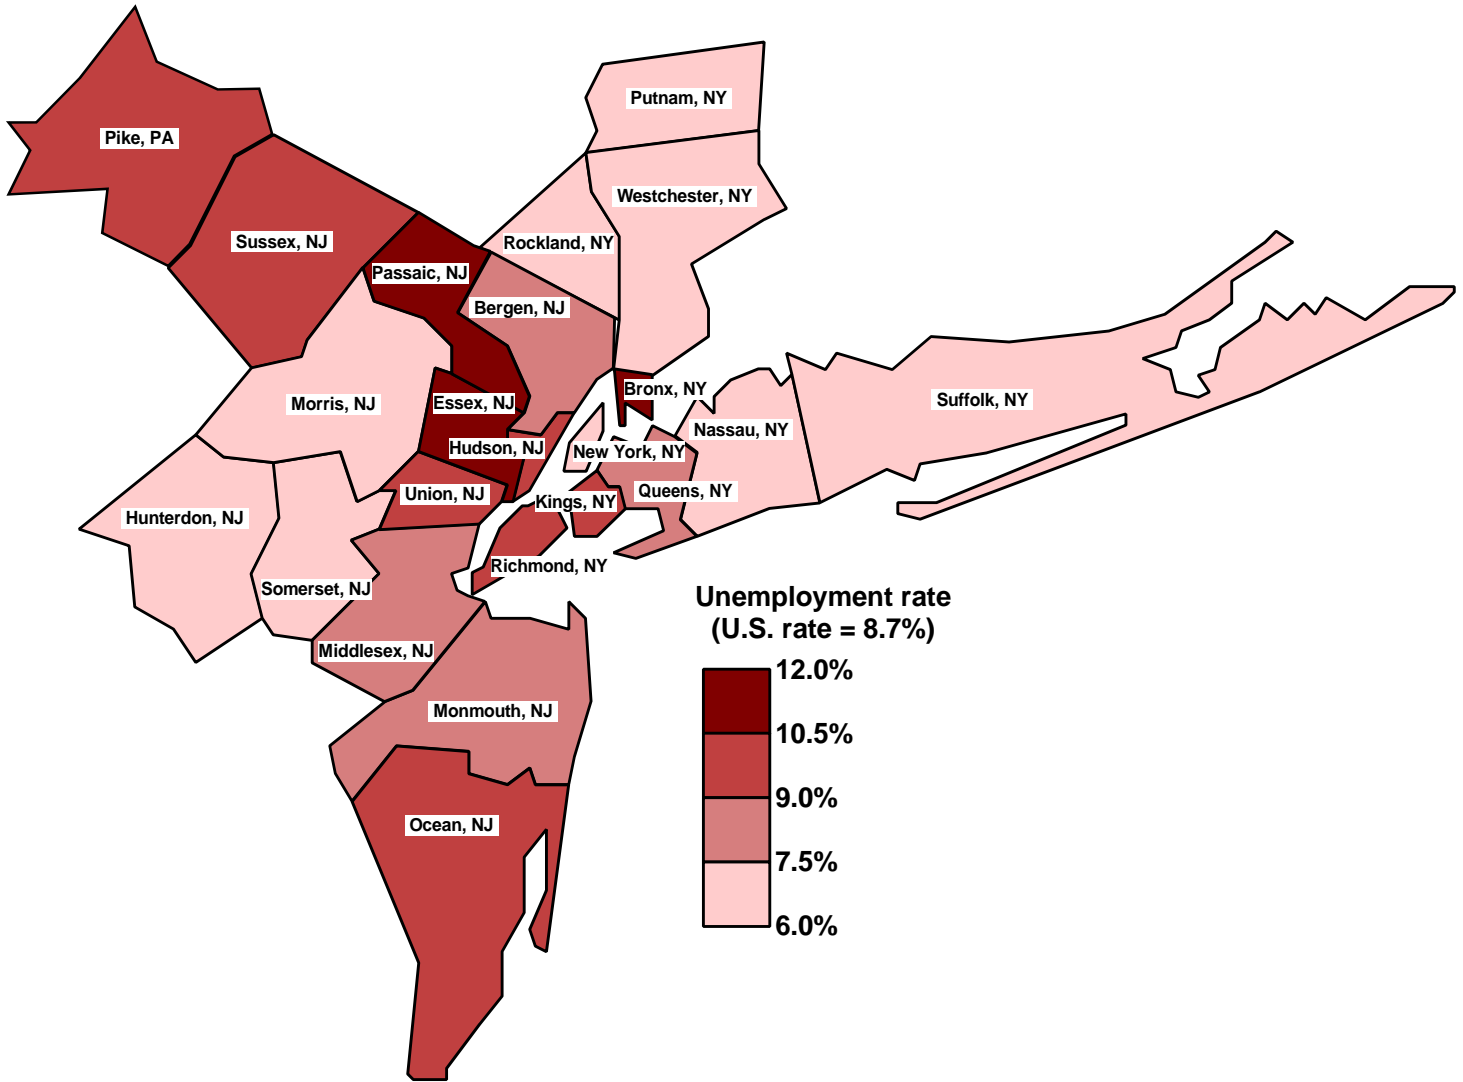 Putnam, NY
Pike, PA
Westchester, NY
Sussex, NJ
Rockland, NY
Passaic, NJ
Bergen, NJ
Bronx, NY
Essex, NJ
Morris, NJ
Suffolk, NY
Nassau, NY
Hudson, NJ
New York, NY
Union, NJ
Queens, NY
Kings, NY
Hunterdon, NJ
Richmond, NY
Somerset, NJ
Middlesex, NJ
Monmouth, NJ
Ocean, NJ
Unemployment rate
(U.S. rate = 8.7%)
12.0%
10.5%
9.0%
7.5%
6.0%